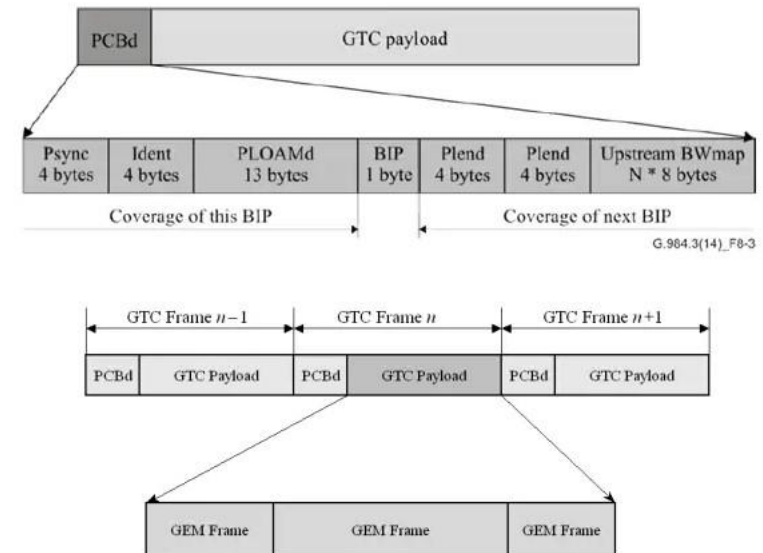 PCBd GTC payload
Psync Ident PLOAMd BIP Plend Plend Upstream BWmap
4 bytes 4 bytes 13 bytes 1 byte 4 bytes 4 bytes N * 8 bytes
Coverage of this BIP Coverage of next BIP
G.984.3(14)_F8-3
GTC Frame n−1 GTC Frame n GTC Frame n+1
PCBd GTC Payload PCBd GTC Payload PCBd GTC Payload
GEM Frame GEM Frame GEM Frame